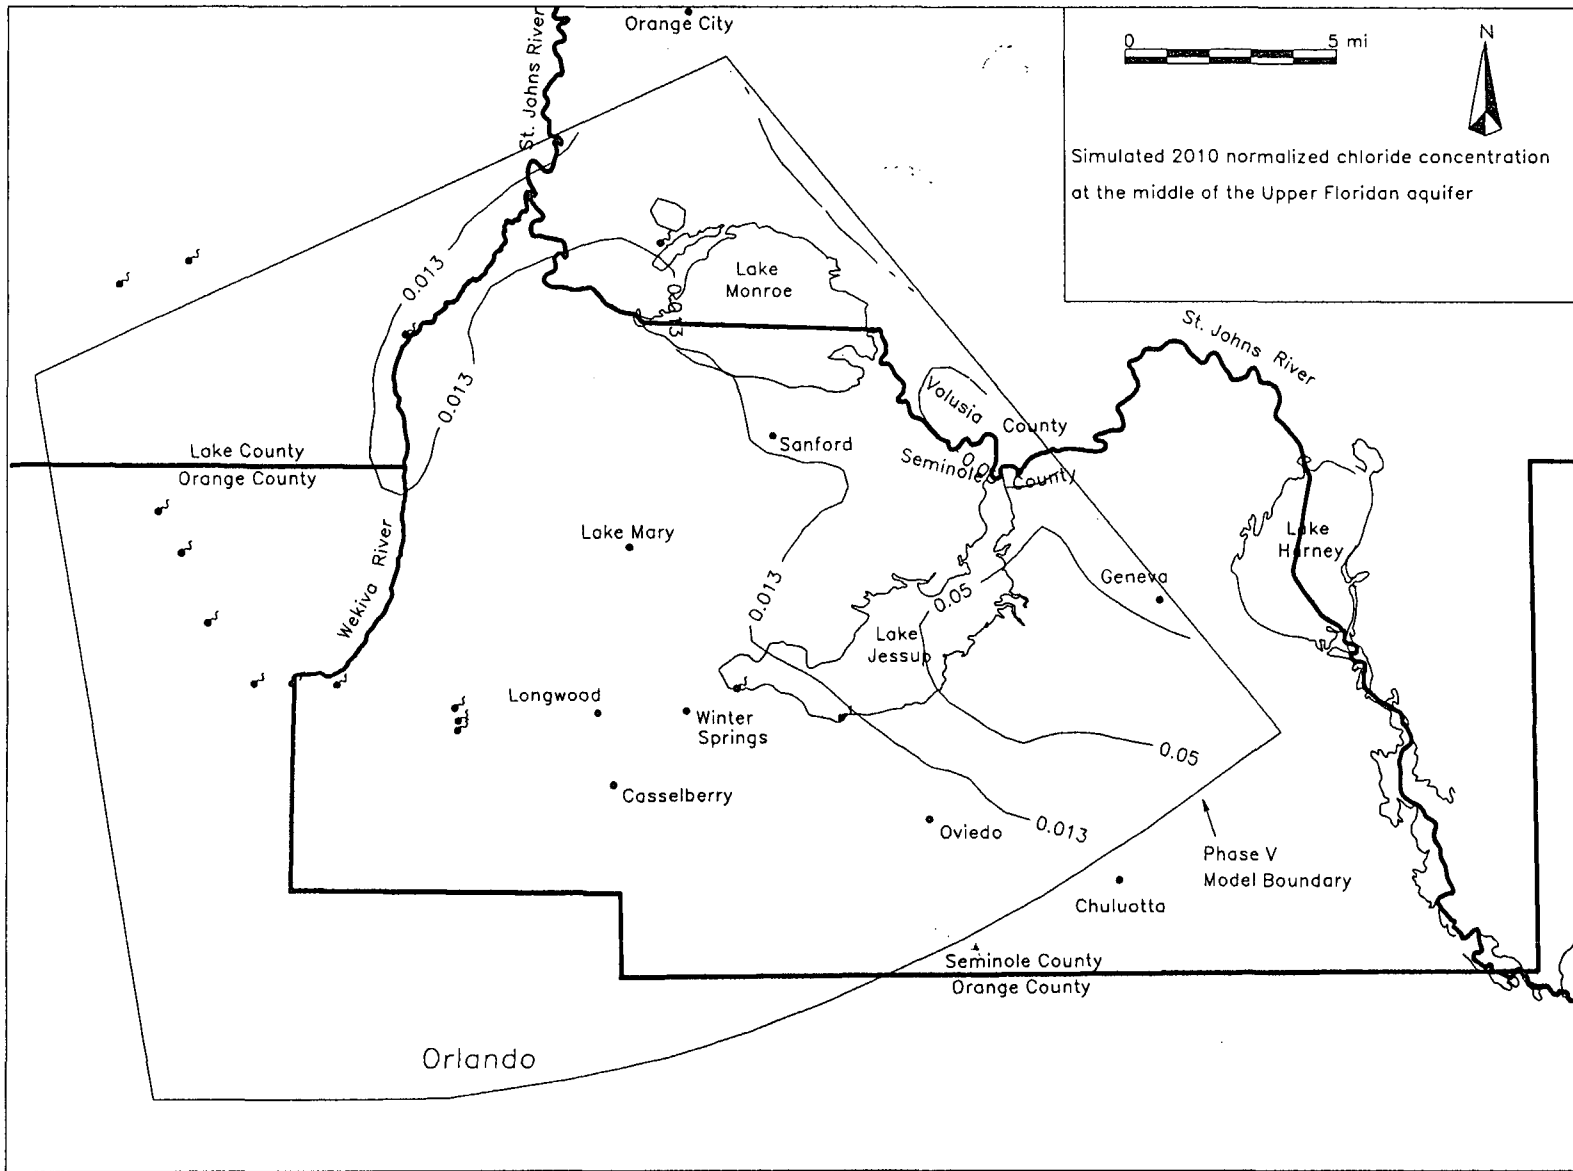 Orange City
St. Johns River
0 5 mi
N
Simulated 2010 normalized chloride concentration
at the middle of the Upper Floridan aquifer
0.013
0.013
0.013
Lake
Monroe
St. Johns River
Volusia County
Seminole County
Sanford
Lake County
Orange County
Wekiva River
Lake Mary
0.013
0.05
Lake
Jessup
Geneva
Lake
Harney
Longwood
Winter
Springs
Casselberry
0.05
0.013
Oviedo
Phase V
Model Boundary
Chuluotta
Seminole County
Orange County
Orlando